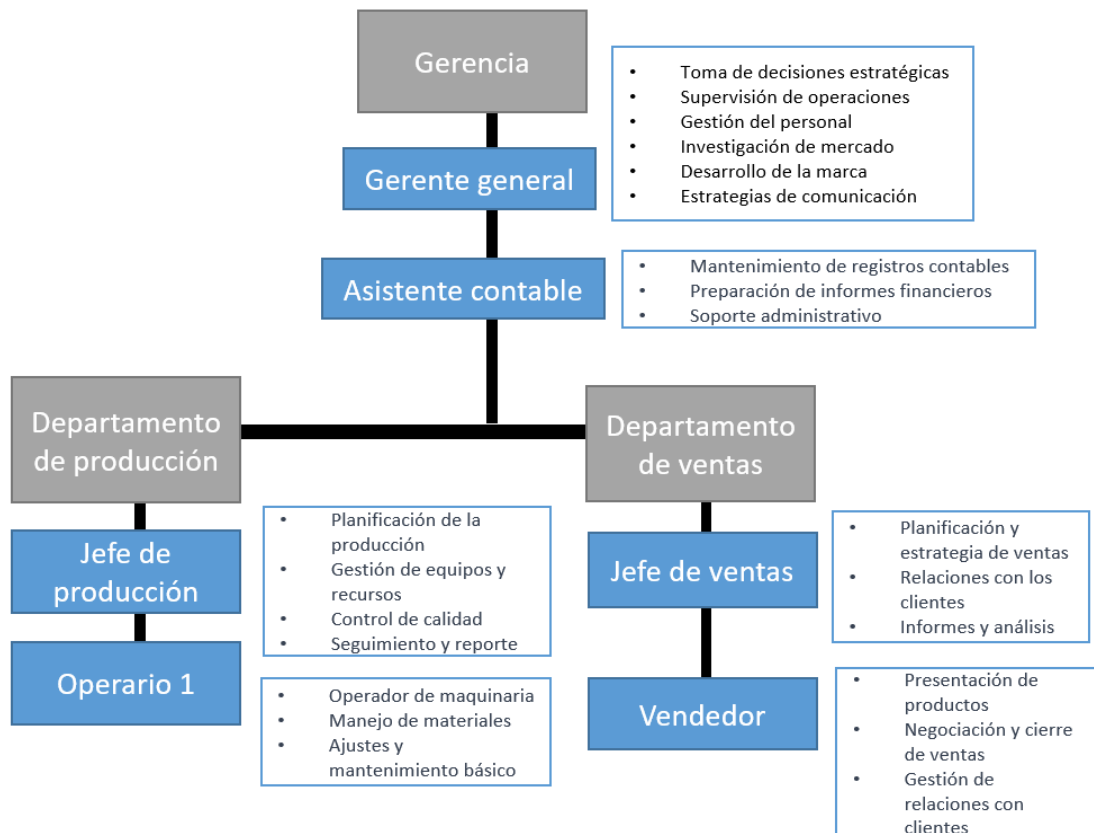 Gerencia
• Toma de decisiones estratégicas
• Supervisión de operaciones
• Gestión del personal
• Investigación de mercado
• Desarrollo de la marca
• Estrategias de comunicación
Gerente general
Asistente contable
• Mantenimiento de registros contables
• Preparación de informes financieros
• Soporte administrativo
Departamento
de producción
Departamento
de ventas
Jefe de
producción
• Planificación de la
producción
• Gestión de equipos y
recursos
• Control de calidad
• Seguimiento y reporte
Jefe de ventas
• Planificación y
estrategia de ventas
• Relaciones con los
clientes
• Informes y análisis
Operario 1
• Operador de maquinaria
• Manejo de materiales
• Ajustes y
mantenimiento básico
Vendedor
• Presentación de
productos
• Negociación y cierre
de ventas
• Gestión de
relaciones con
clientes